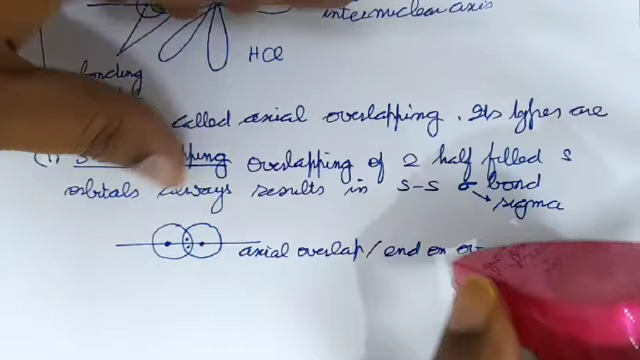 internuclear axis
HCl
bonding
called axial overlapping. Its types are
overlapping of 2 half filled s
orbitals always results in s-s σ bond
sigma
axial overlap/end on